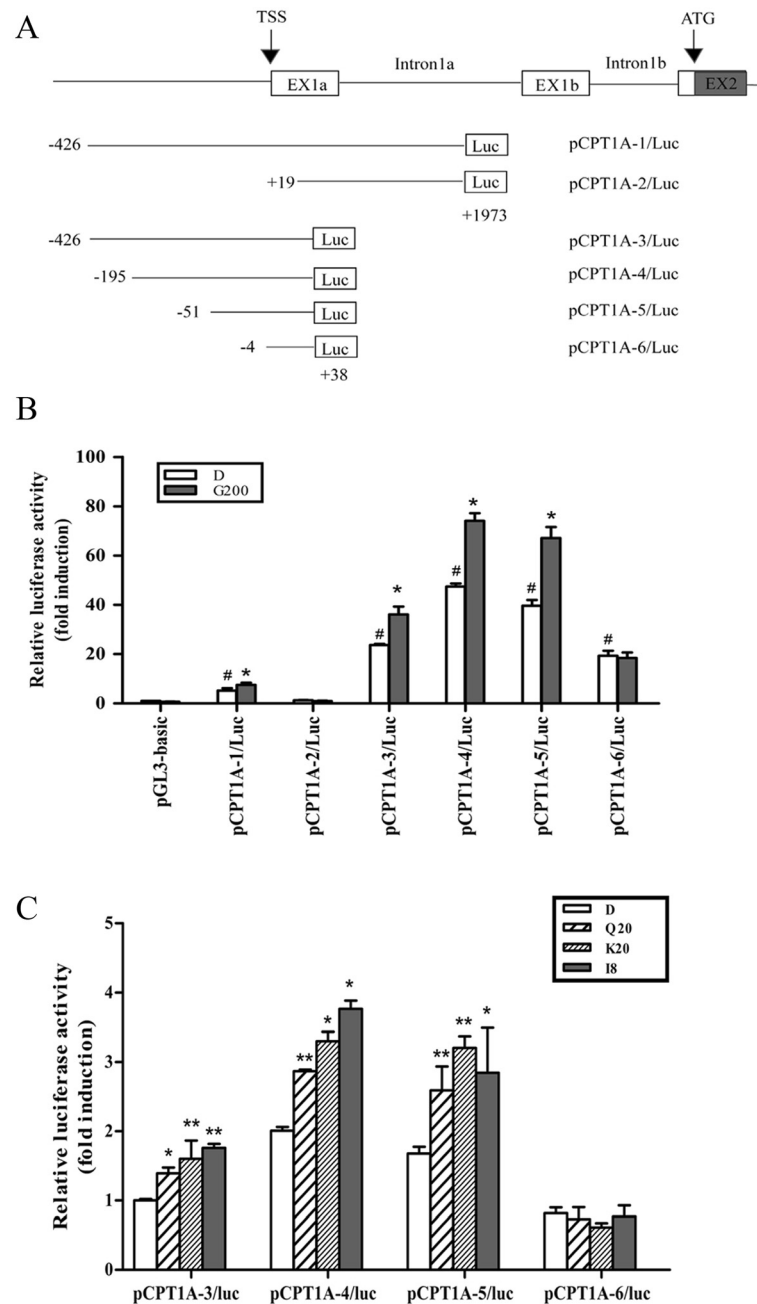 A
TSS
ATG
EX1a
Intron1a
EX1b
Intron1b
EX2
-426
Luc
pCPT1A-1/Luc
+19
Luc
pCPT1A-2/Luc
+1973
-426
Luc
pCPT1A-3/Luc
-195
Luc
pCPT1A-4/Luc
-51
Luc
pCPT1A-5/Luc
-4
Luc
pCPT1A-6/Luc
+38
B
Relative luciferase activity
(fold induction)
100
80
60
40
20
0
D
G200
# *
# *
# *
# *
#
pGL3-basic
pCPT1A-1/Luc
pCPT1A-2/Luc
pCPT1A-3/Luc
pCPT1A-4/Luc
pCPT1A-5/Luc
pCPT1A-6/Luc
C
Relative luciferase activity
(fold induction)
5
4
3
2
1
0
D
Q20
K20
I8
* ** **
** * *
** ** *
pCPT1A-3/luc
pCPT1A-4/luc
pCPT1A-5/luc
pCPT1A-6/luc